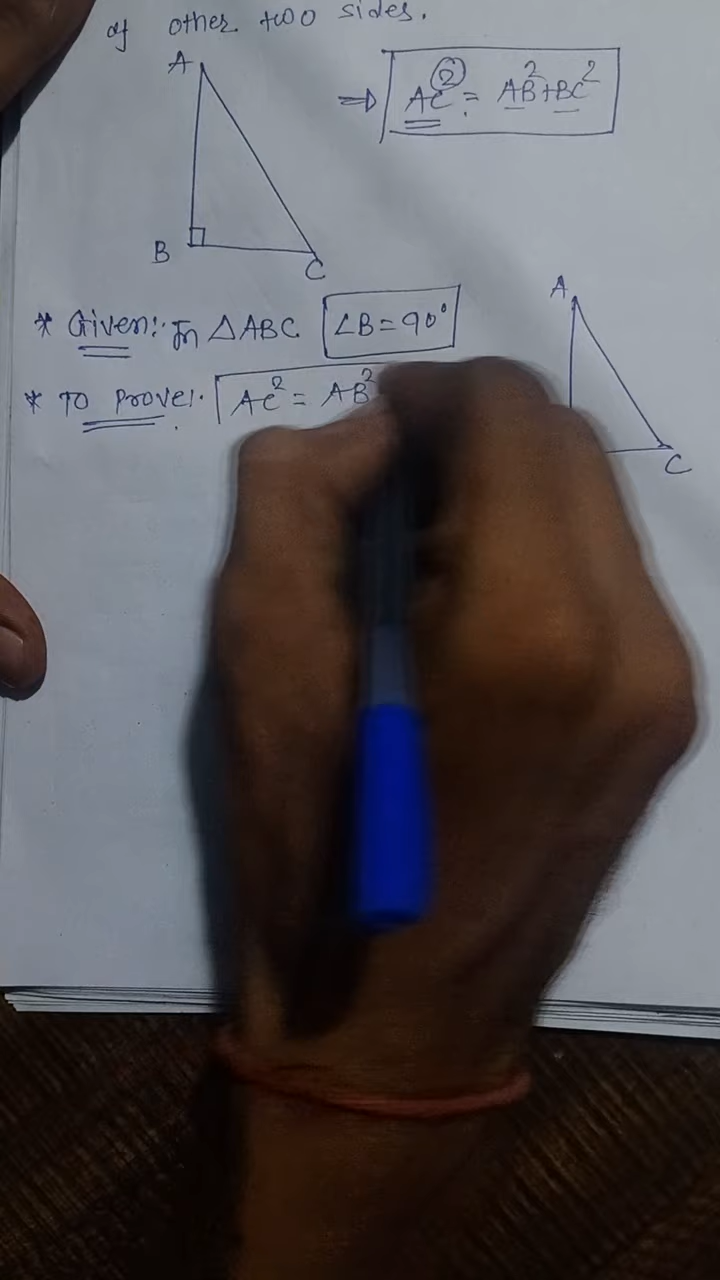 of other two sides.
A
⇒ AC² = AB²+BC²
B
C
* Given:- In △ABC ∠B=90°
A
* To Prove:- AC² = AB²
C